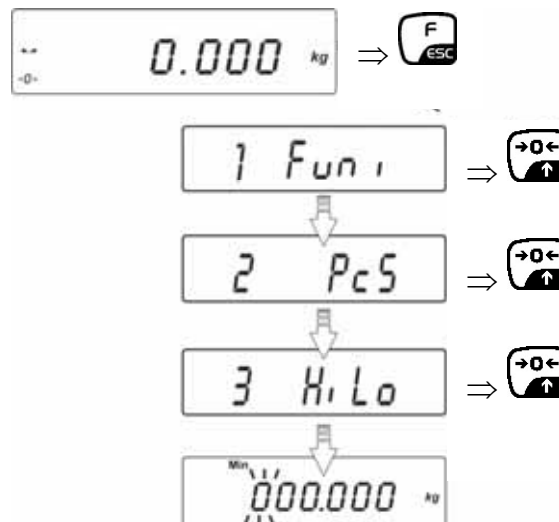 -0- 0.000 kg ⇒ F ESC
1 Funi ⇒ →0← ↑
2 PcS ⇒ →0← ↑
3 HiLo ⇒ →0← ↑
Min
000.000 kg